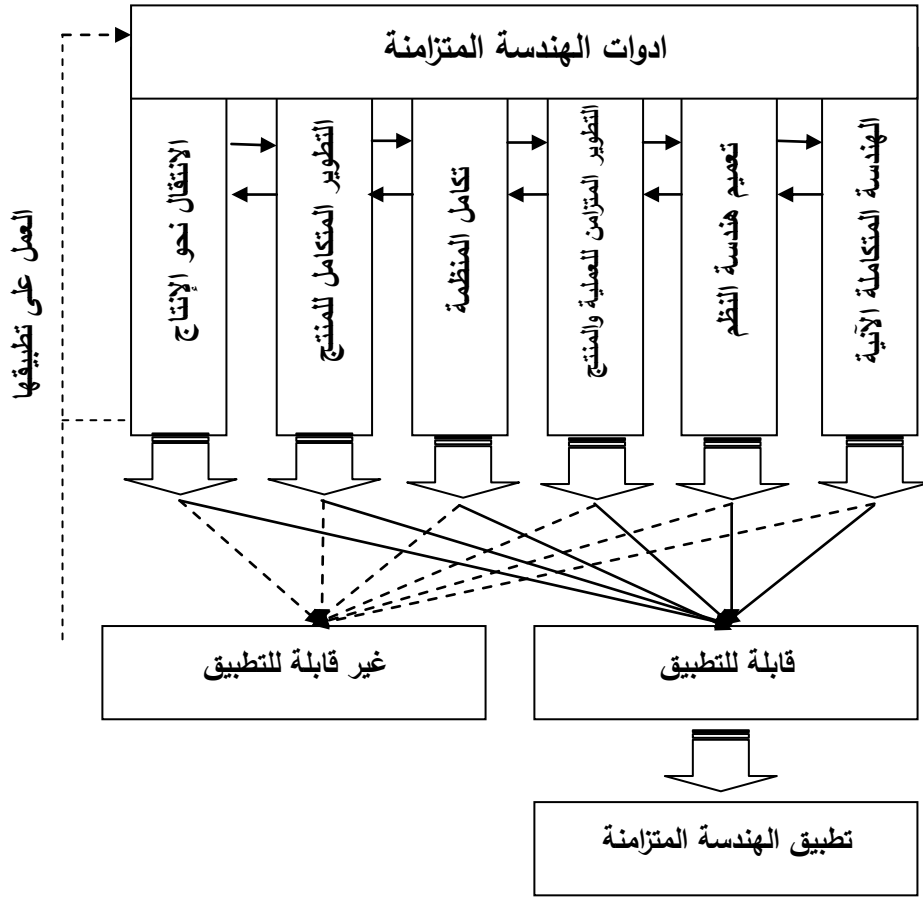 ادوات الهندسة المتزامنة
الهندسة المتكاملة الآنية
تعميم هندسة النظم
التطوير المتزامن للعملية والمنتج
تكامل المنظمة
التطوير المتكامل للمنتج
الانتقال نحو الإنتاج
العمل على تطبيقها
قابلة للتطبيق
غير قابلة للتطبيق
تطبيق الهندسة المتزامنة